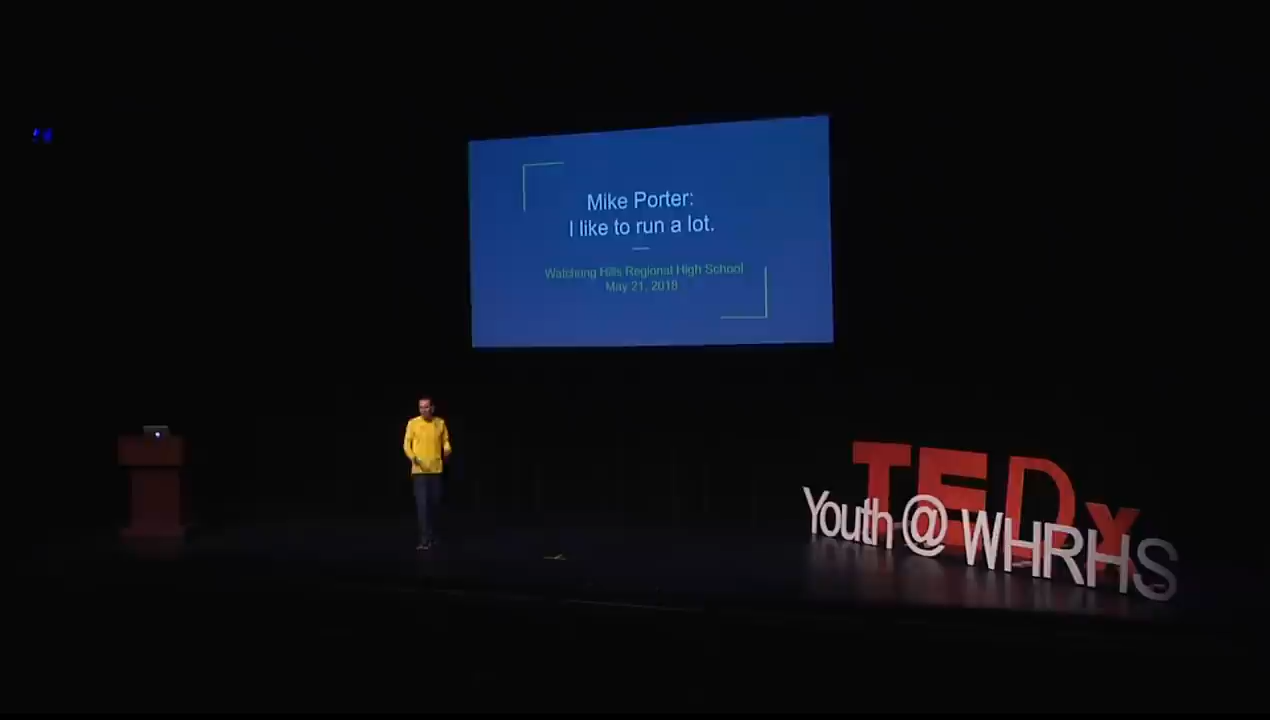 Mike Porter:
I like to run a lot.
Watchung Hills Regional High School
May 21, 2018
TEDx
Youth@WHRHS